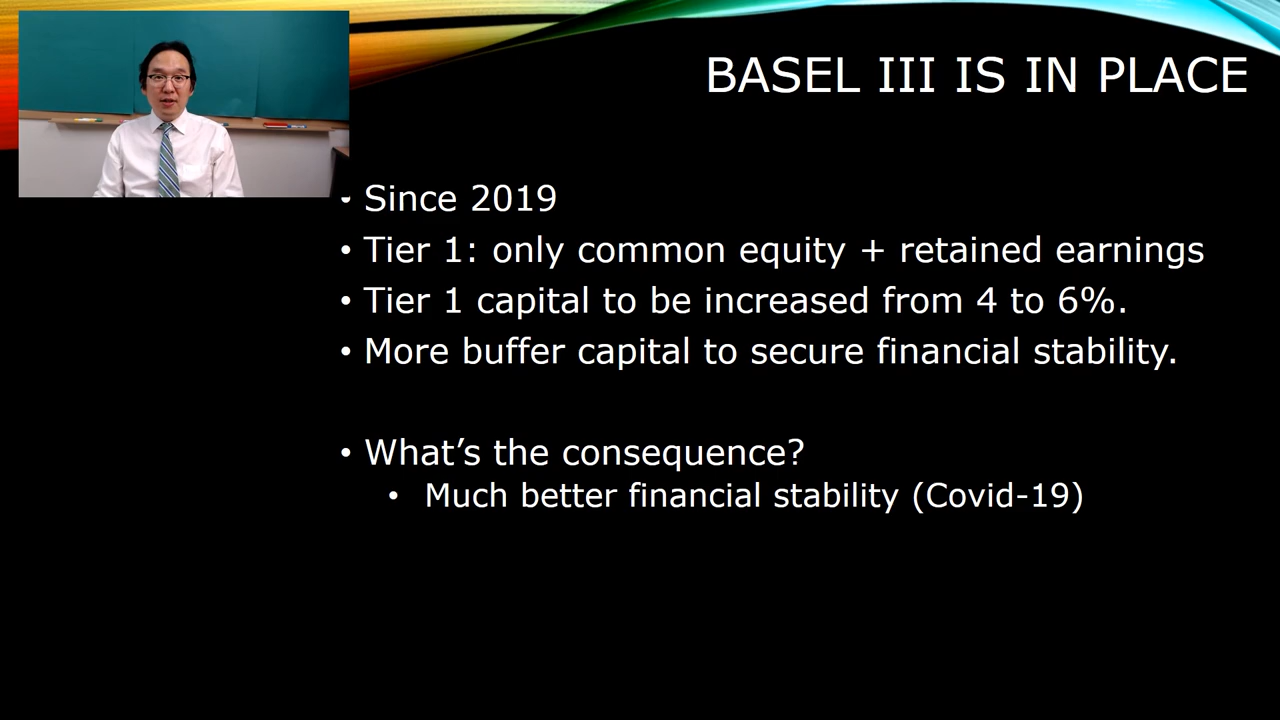 BASEL III IS IN PLACE
• Since 2019
• Tier 1: only common equity + retained earnings
• Tier 1 capital to be increased from 4 to 6%.
• More buffer capital to secure financial stability.
• What’s the consequence?
• Much better financial stability (Covid-19)